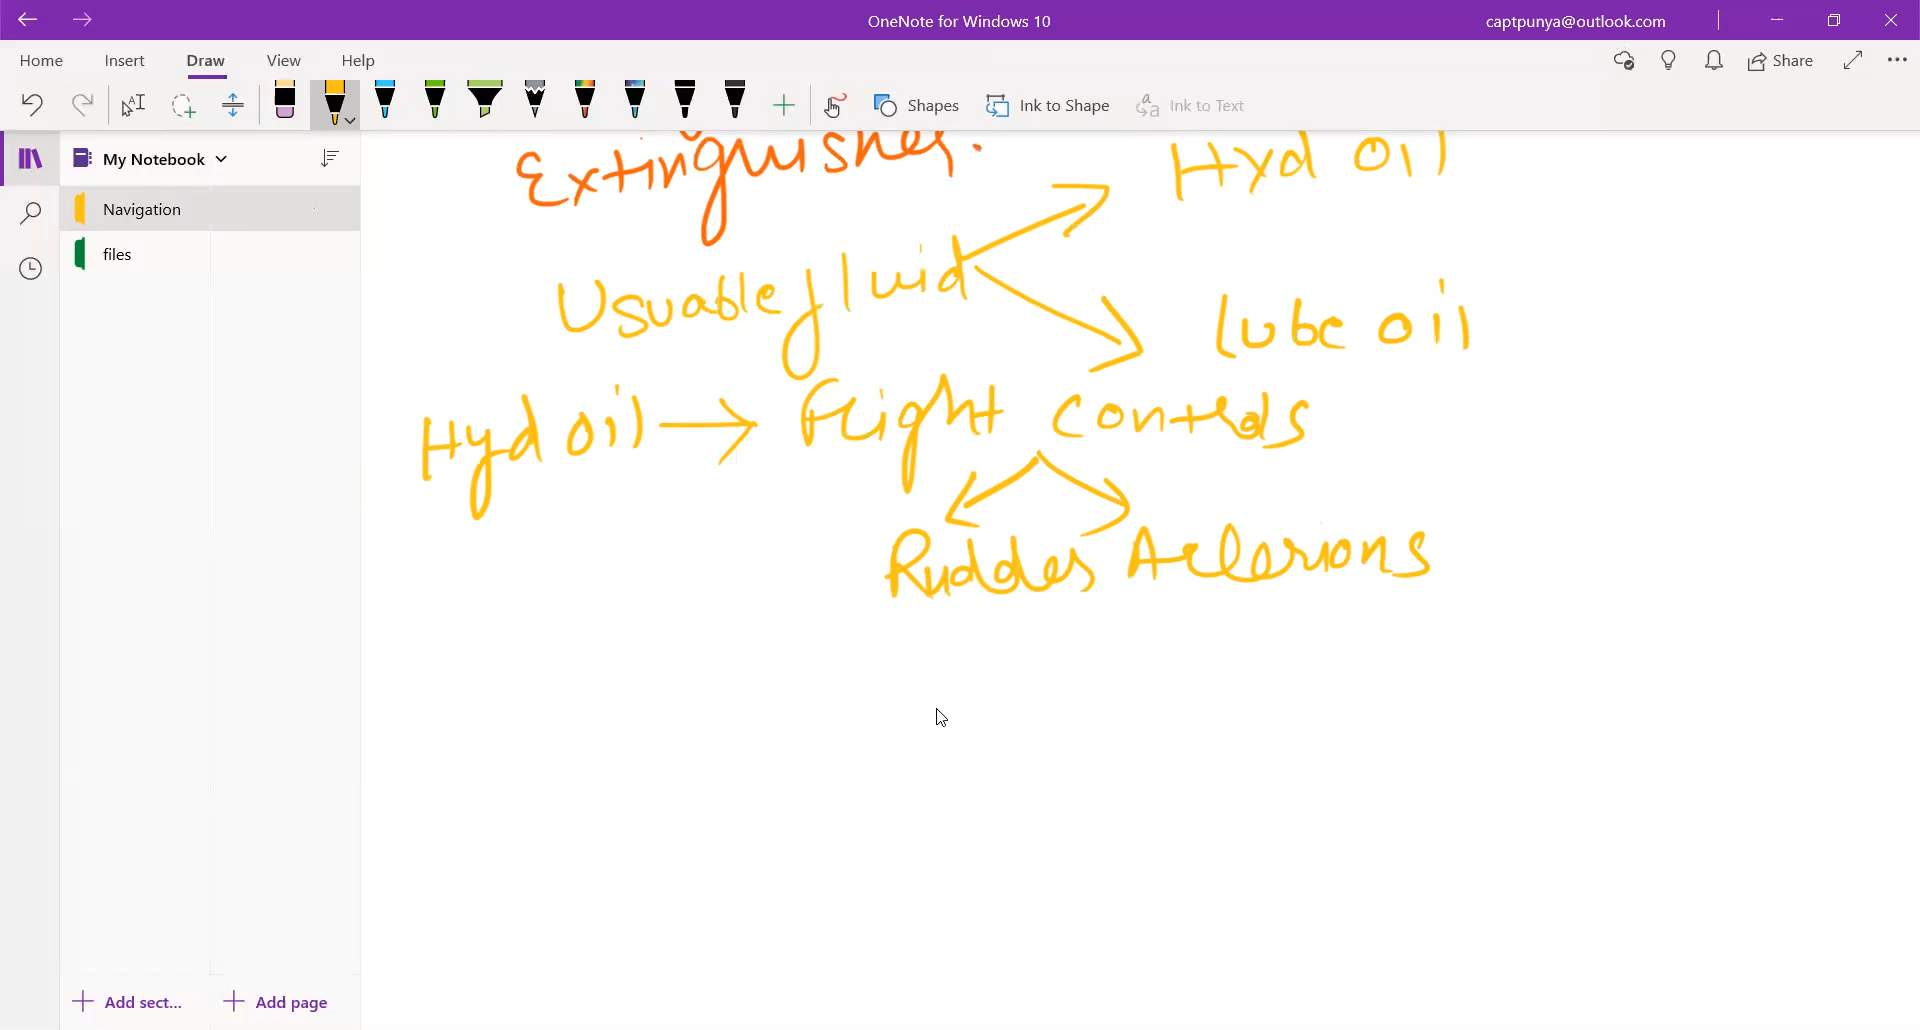 OneNote for Windows 10
captpunya@outlook.com
Home Insert Draw View Help
Share
Shapes Ink to Shape Ink to Text
My Notebook
Navigation
files
Extinguisher.
Hyd oil
Usuable fluid
Lube oil
Hyd oil → Flight Controls
Rudders Ailerions
Add sect...
Add page